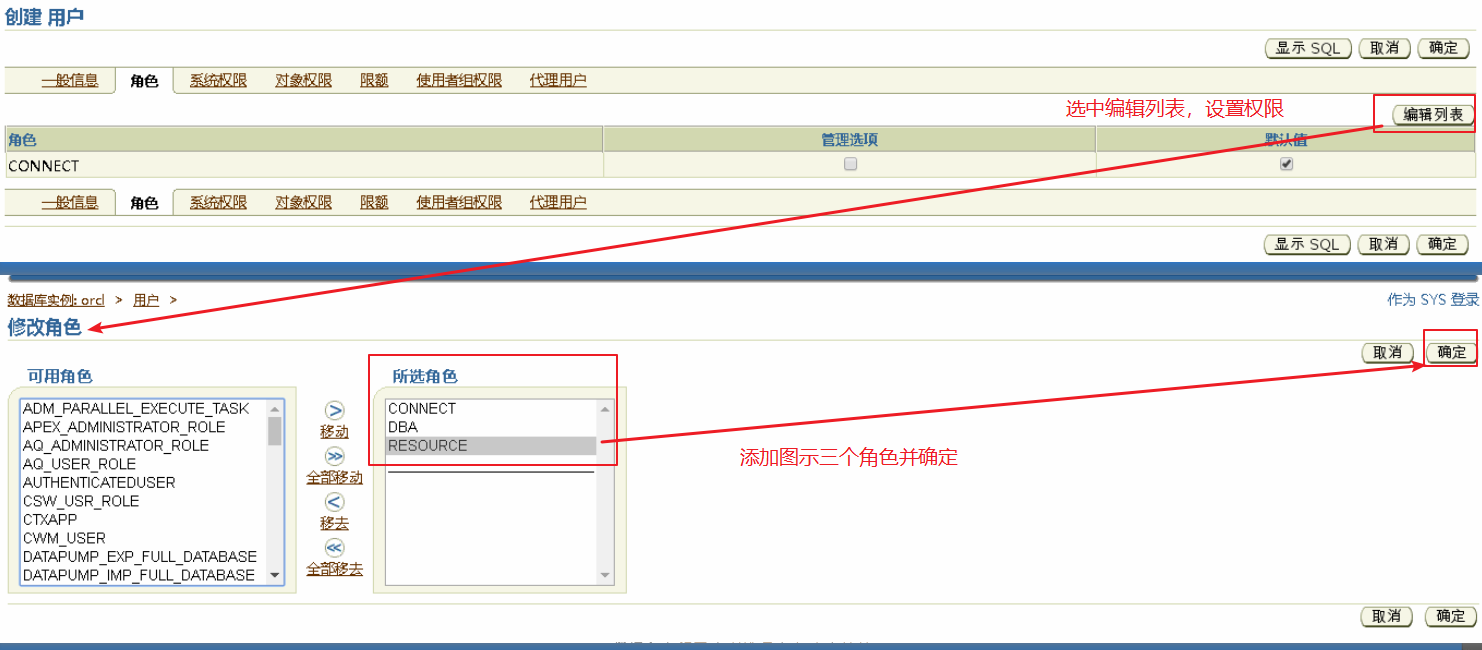 创建 用户
显示 SQL 取消 确定
一般信息 角色 系统权限 对象权限 限额 使用者组权限 代理用户
选中编辑列表，设置权限
编辑列表
角色 管理选项 默认值
CONNECT
一般信息 角色 系统权限 对象权限 限额 使用者组权限 代理用户
显示 SQL 取消 确定
数据库实例: orcl > 用户 >
作为 SYS 登录
修改角色
取消 确定
可用角色
ADM_PARALLEL_EXECUTE_TASK
APEX_ADMINISTRATOR_ROLE
AQ_ADMINISTRATOR_ROLE
AQ_USER_ROLE
AUTHENTICATEDUSER
CSW_USR_ROLE
CTXAPP
CWM_USER
DATAPUMP_EXP_FULL_DATABASE
DATAPUMP_IMP_FULL_DATABASE
移动
全部移动
移去
全部移去
所选角色
CONNECT
DBA
RESOURCE
添加图示三个角色并确定
取消 确定